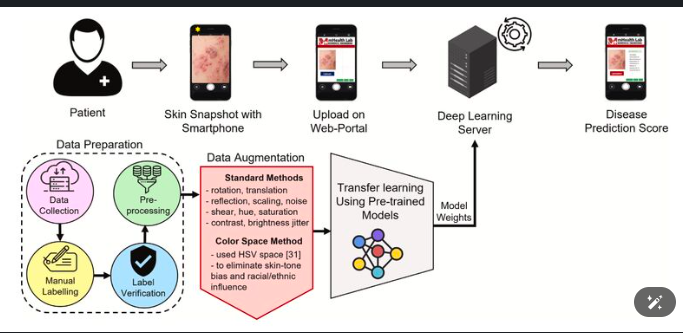 Patient
Skin Snapshot with
Smartphone
Upload on
Web-Portal
Deep Learning
Server
Disease
Prediction Score
Data Preparation
Data
Collection
Pre-
processing
Manual
Labelling
Label
Verification
Data Augmentation
Standard Methods
- rotation, translation
- reflection, scaling, noise
- shear, hue, saturation
- contrast, brightness jitter
Color Space Method
- used HSV space [31]
- to eliminate skin-tone
bias and racial/ethnic
influence
Transfer learning
Using Pre-trained
Models
Model
Weights